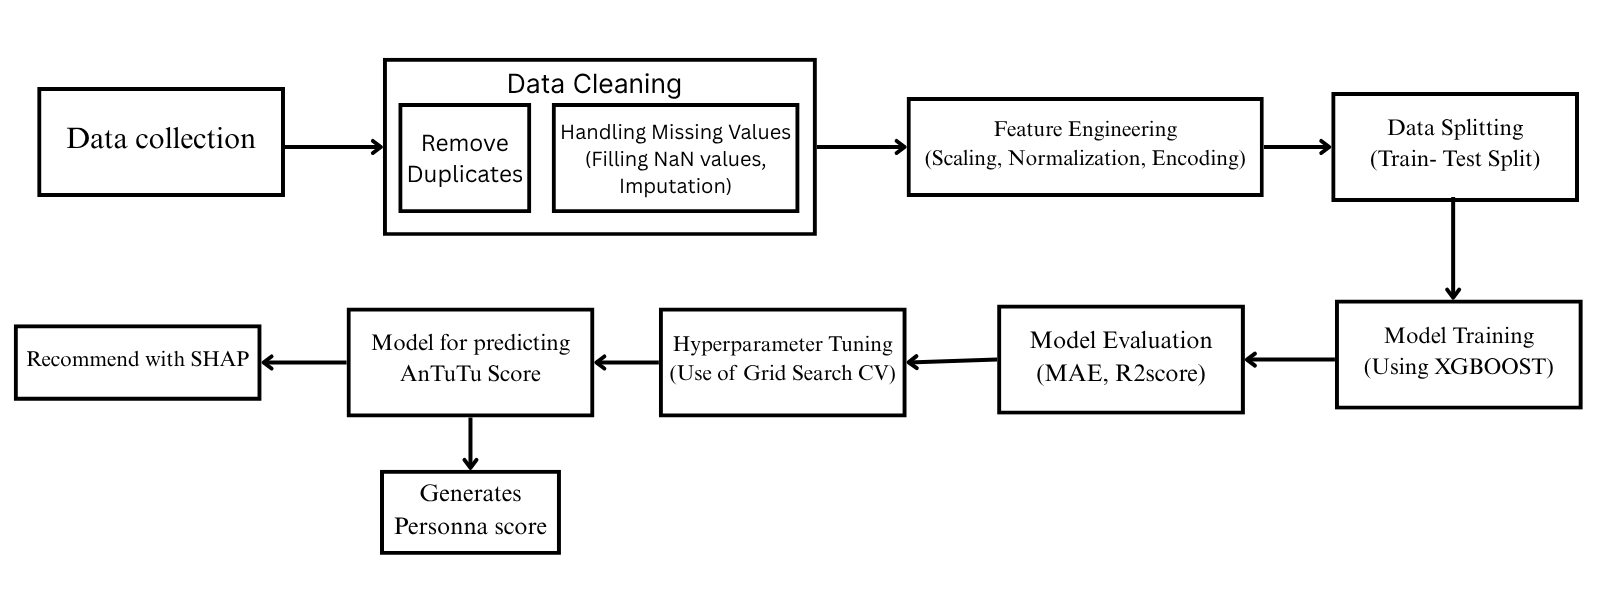 Data collection
Data Cleaning
Remove
Duplicates
Handling Missing Values
(Filling NaN values,
Imputation)
Feature Engineering
(Scaling, Normalization, Encoding)
Data Splitting
(Train- Test Split)
Model Training
(Using XGBOOST)
Model Evaluation
(MAE, R2score)
Hyperparameter Tuning
(Use of Grid Search CV)
Model for predicting
AnTuTu Score
Recommend with SHAP
Generates
Personna score